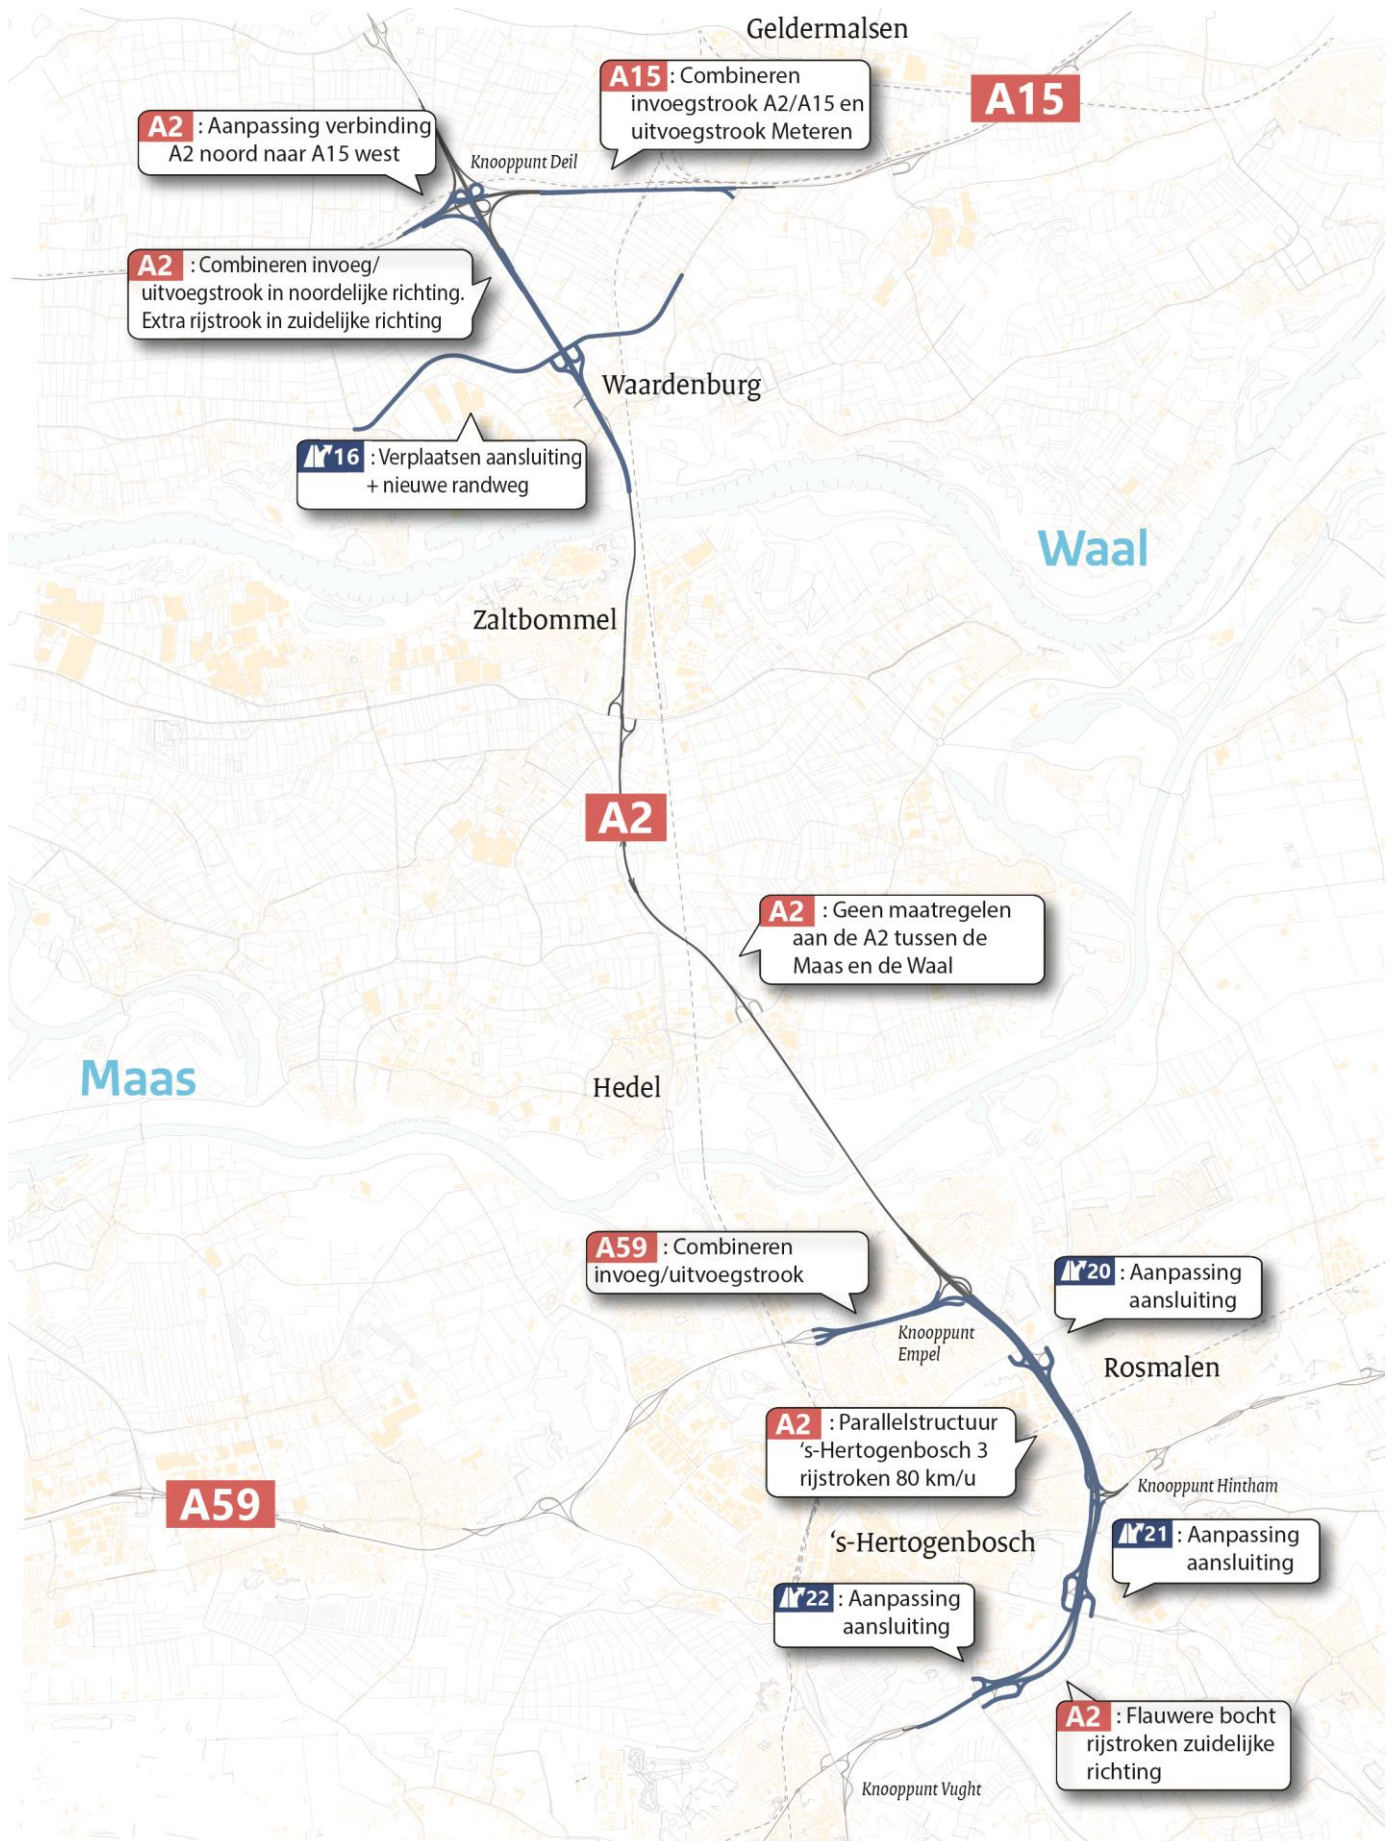 Geldermalsen
A15 : Combineren
invoegstrook A2/A15 en
uitvoegstrook Meteren
A15
A2 : Aanpassing verbinding
A2 noord naar A15 west
Knooppunt Deil
A2 : Combineren invoeg/
uitvoegstrook in noordelijke richting.
Extra rijstrook in zuidelijke richting
Waardenburg
16 : Verplaatsen aansluiting
+ nieuwe randweg
Waal
Zaltbommel
A2
A2 : Geen maatregelen
aan de A2 tussen de
Maas en de Waal
Maas
Hedel
A59 : Combineren
invoeg/uitvoegstrook
20 : Aanpassing
aansluiting
Knooppunt
Empel
Rosmalen
A2 : Parallelstructuur
‘s-Hertogenbosch 3
rijstroken 80 km/u
A59
Knooppunt Hintham
‘s-Hertogenbosch
21 : Aanpassing
aansluiting
22 : Aanpassing
aansluiting
A2 : Flauwere bocht
rijstroken zuidelijke
richting
Knooppunt Vught